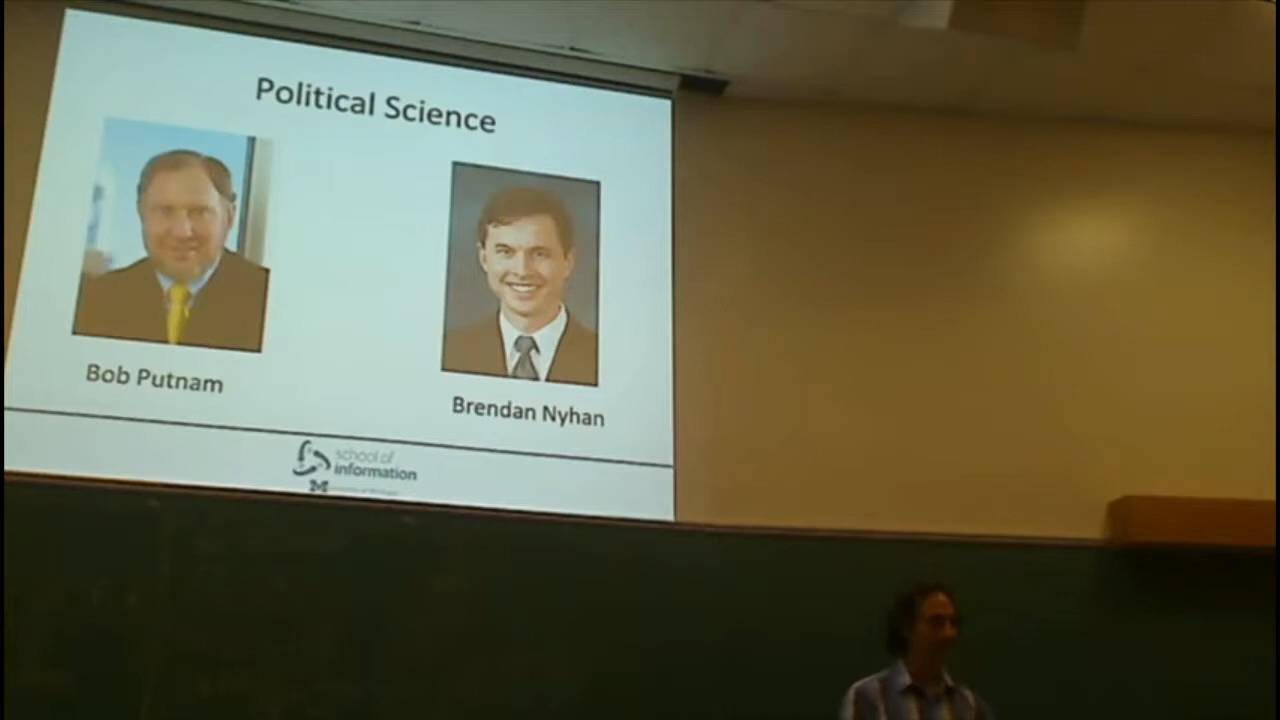 Political Science
Bob Putnam
Brendan Nyhan
school of
information
M